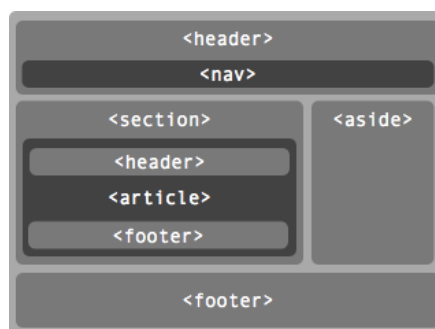 <header>
<nav>
<section>
<aside>
<header>
<article>
<footer>
<footer>